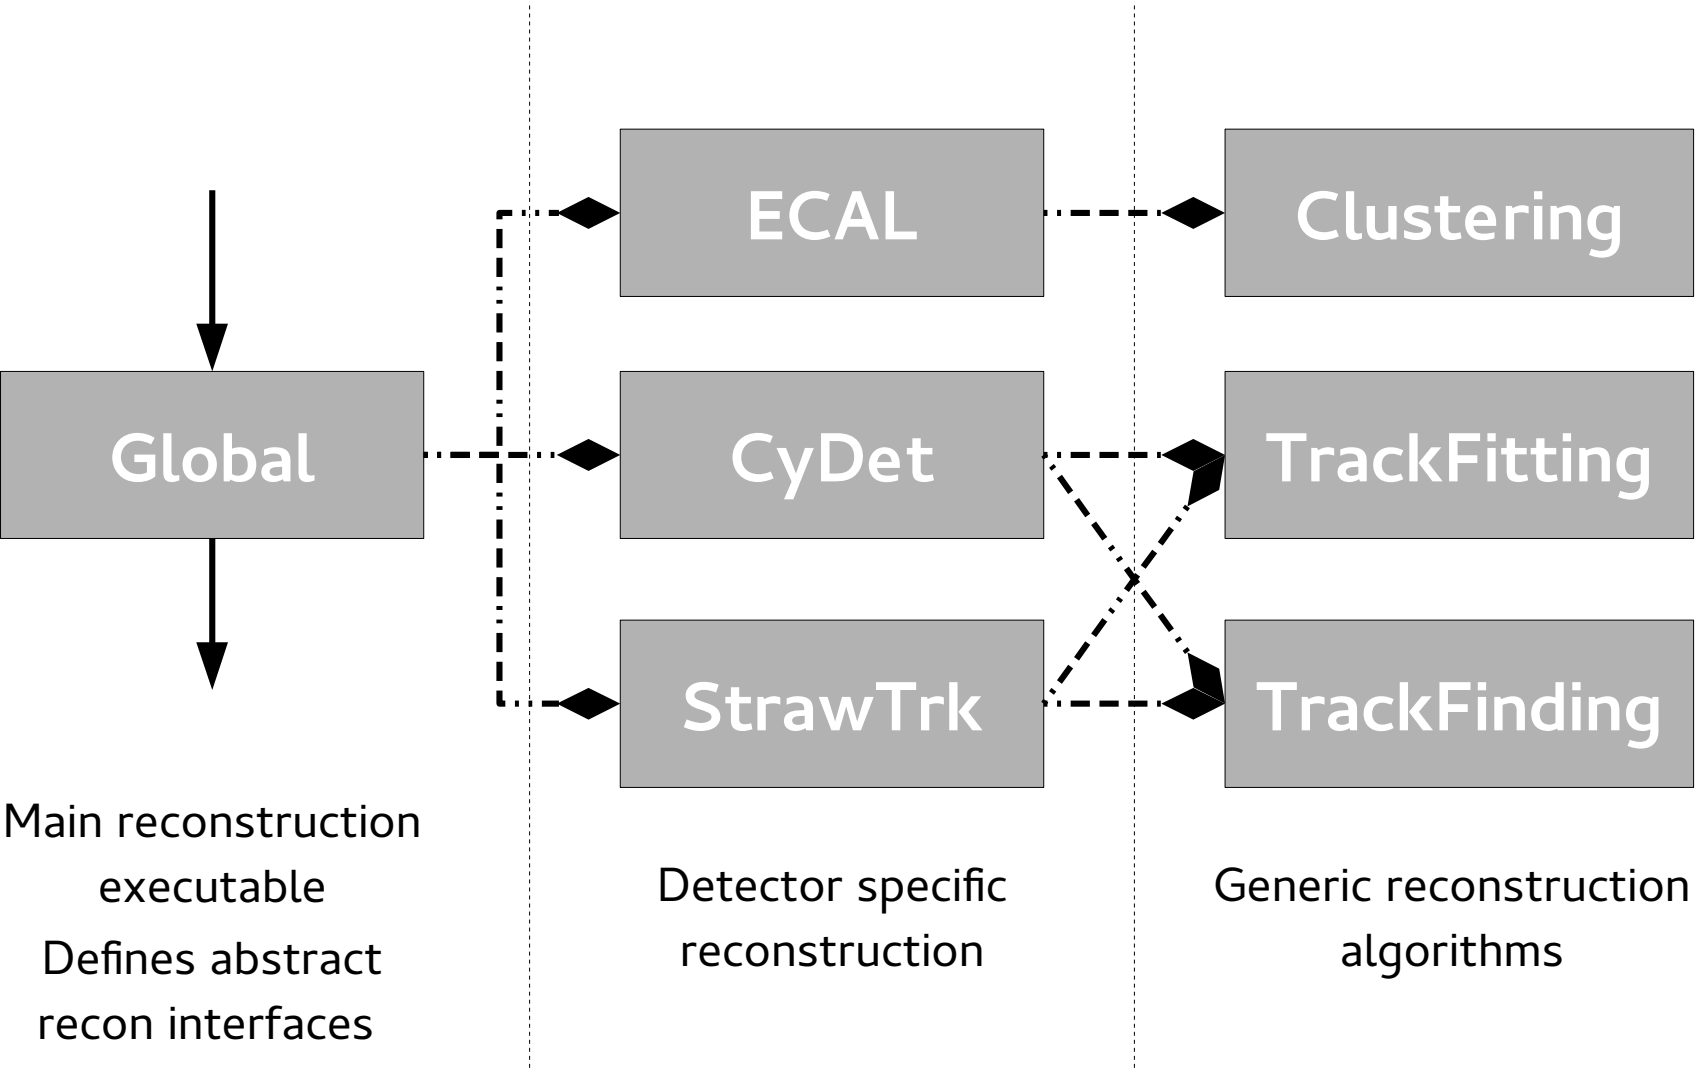 ECAL
Clustering
Global
CyDet
TrackFitting
StrawTrk
TrackFinding
Main reconstruction
executable
Defines abstract
recon interfaces
Detector specific
reconstruction
Generic reconstruction
algorithms